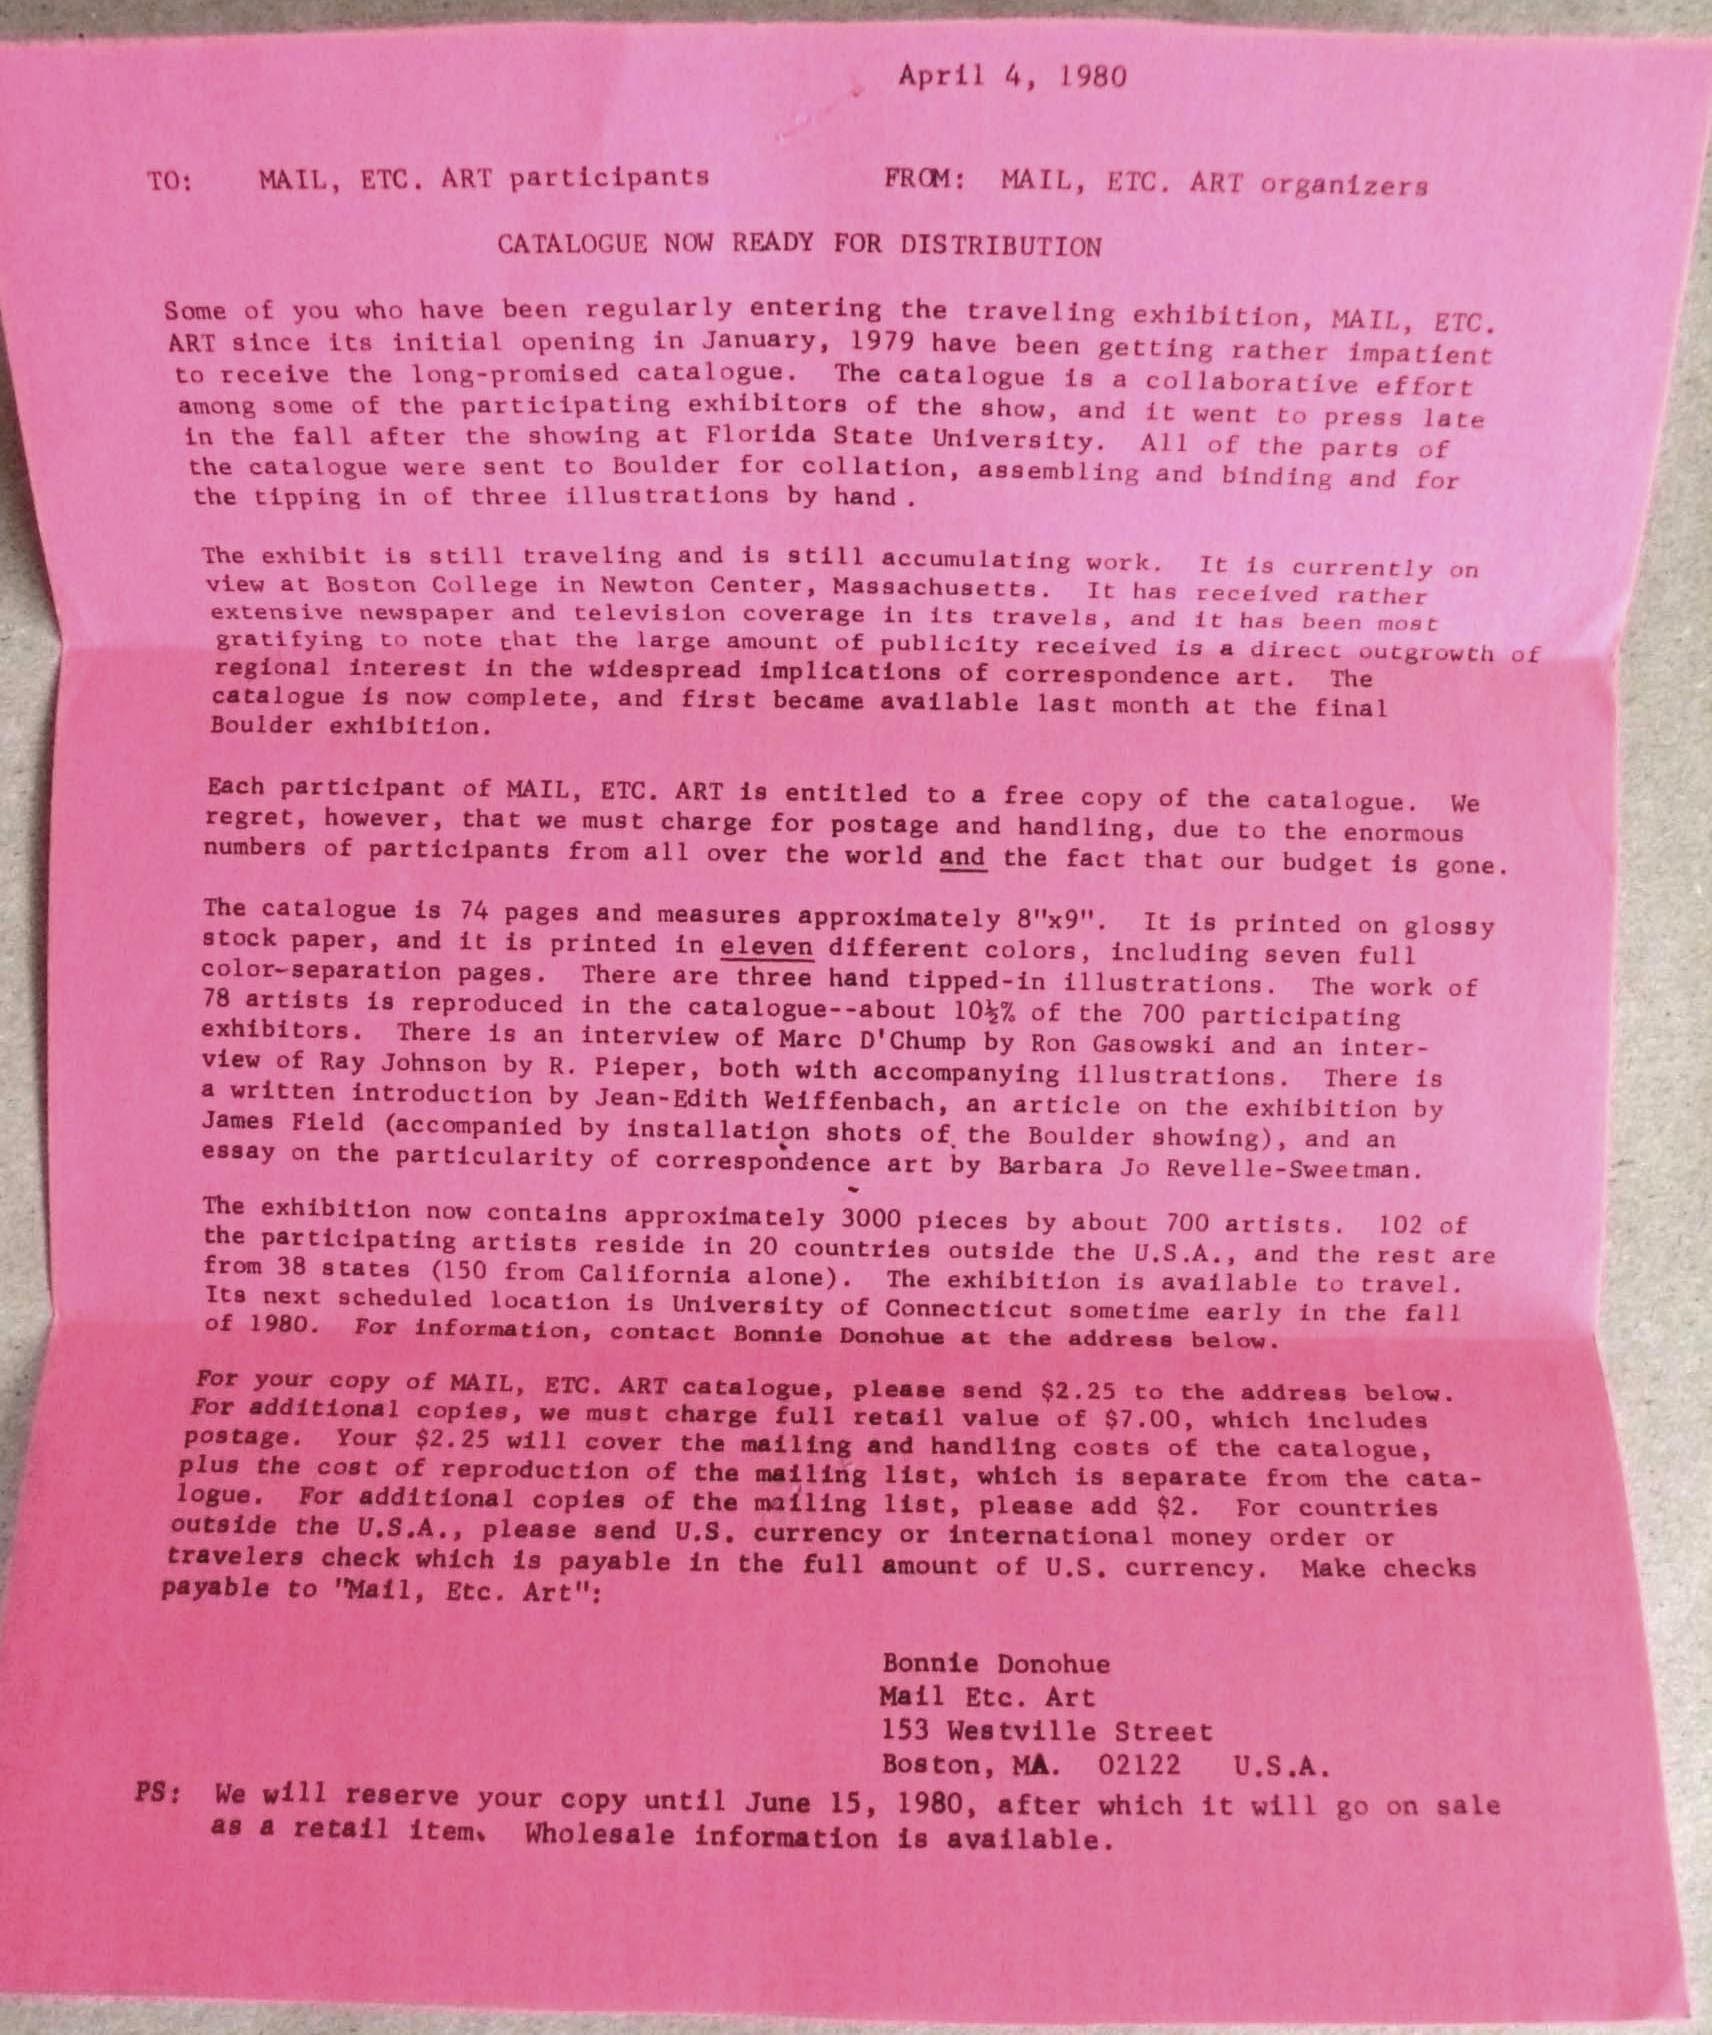 April 4, 1980
TO: MAIL, ETC. ART participants FROM: MAIL, ETC. ART organizers
CATALOGUE NOW READY FOR DISTRIBUTION
Some of you who have been regularly entering the traveling exhibition, MAIL, ETC.
ART since its initial opening in January, 1979 have been getting rather impatient
to receive the long-promised catalogue. The catalogue is a collaborative effort
among some of the participating exhibitors of the show, and it went to press late
in the fall after the showing at Florida State University. All of the parts of
the catalogue were sent to Boulder for collation, assembling and binding and for
the tipping in of three illustrations by hand.
The exhibit is still traveling and is still accumulating work. It is currently on
view at Boston College in Newton Center, Massachusetts. It has received rather
extensive newspaper and television coverage in its travels, and it has been most
gratifying to note that the large amount of publicity received is a direct outgrowth of
regional interest in the widespread implications of correspondence art. The
catalogue is now complete, and first became available last month at the final
Boulder exhibition.
Each participant of MAIL, ETC. ART is entitled to a free copy of the catalogue. We
regret, however, that we must charge for postage and handling, due to the enormous
numbers of participants from all over the world and the fact that our budget is gone.
The catalogue is 74 pages and measures approximately 8"x9". It is printed on glossy
stock paper, and it is printed in eleven different colors, including seven full
color-separation pages. There are three hand tipped-in illustrations. The work of
78 artists is reproduced in the catalogue--about 10½% of the 700 participating
exhibitors. There is an interview of Marc D'Chump by Ron Gasowski and an inter-
view of Ray Johnson by R. Pieper, both with accompanying illustrations. There is
a written introduction by Jean-Edith Weiffenbach, an article on the exhibition by
James Field (accompanied by installation shots of the Boulder showing), and an
essay on the particularity of correspondence art by Barbara Jo Revelle-Sweetman.
The exhibition now contains approximately 3000 pieces by about 700 artists. 102 of
the participating artists reside in 20 countries outside the U.S.A., and the rest are
from 38 states (150 from California alone). The exhibition is available to travel.
Its next scheduled location is University of Connecticut sometime early in the fall
of 1980. For information, contact Bonnie Donohue at the address below.
For your copy of MAIL, ETC. ART catalogue, please send $2.25 to the address below.
For additional copies, we must charge full retail value of $7.00, which includes
postage. Your $2.25 will cover the mailing and handling costs of the catalogue,
plus the cost of reproduction of the mailing list, which is separate from the cata-
logue. For additional copies of the mailing list, please add $2. For countries
outside the U.S.A., please send U.S. currency or international money order or
travelers check which is payable in the full amount of U.S. currency. Make checks
payable to "Mail, Etc. Art":
Bonnie Donohue
Mail Etc. Art
153 Westville Street
Boston, MA. 02122 U.S.A.
PS: We will reserve your copy until June 15, 1980, after which it will go on sale
as a retail item. Wholesale information is available.